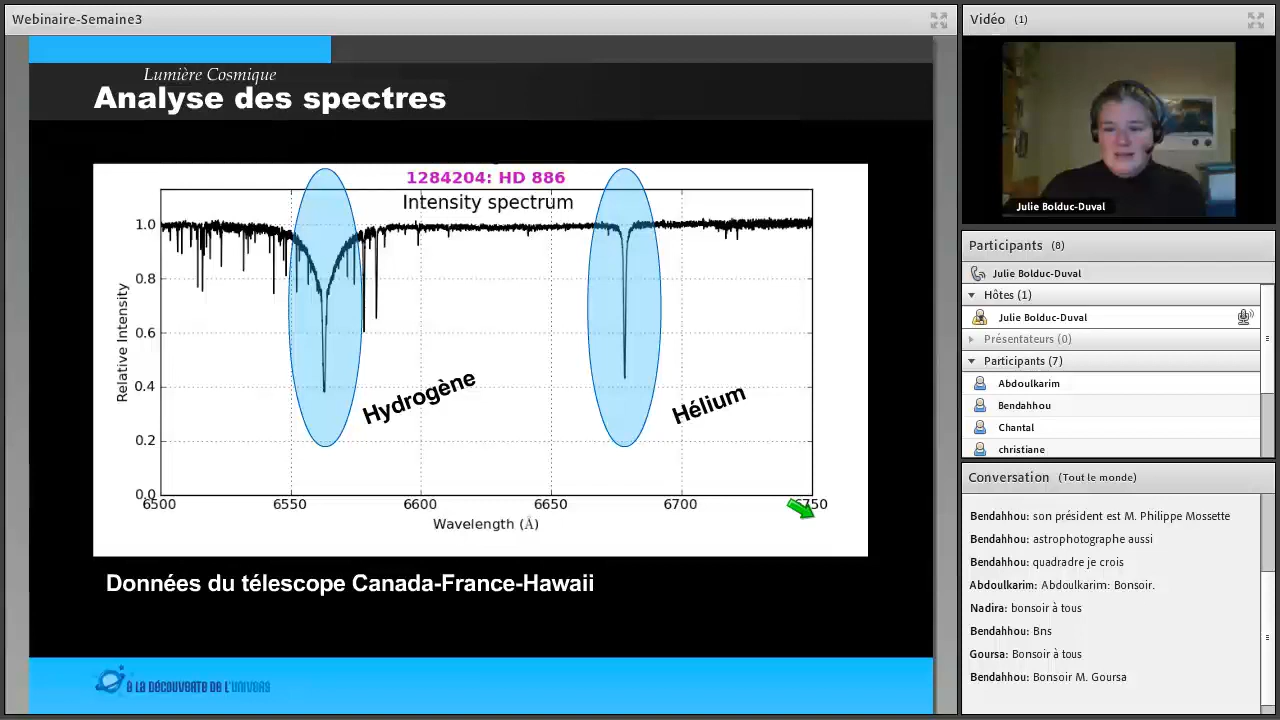 Webinaire-Semaine3
Lumière Cosmique
Analyse des spectres
1284204: HD 886
Intensity spectrum
1.0
0.8
0.6
0.4
0.2
0.0
Relative Intensity
Hydrogène
Hélium
6500 6550 6600 6650 6700 6750
Wavelength (Å)
Données du télescope Canada-France-Hawaii
À LA DÉCOUVERTE DE L'UNIVERS
Vidéo (1)
Julie Bolduc-Duval
Participants (8)
Julie Bolduc-Duval
Hôtes (1)
Julie Bolduc-Duval
Présentateurs (0)
Participants (7)
Abdoulkarim
Bendahhou
Chantal
christiane
Conversation (Tout le monde)
Bendahhou: son président est M. Philippe Mossette
Bendahhou: astrophotographe aussi
Bendahhou: quadradre je crois
Abdoulkarim: Abdoulkarim: Bonsoir.
Nadira: bonsoir à tous
Bendahhou: Bns
Goursa: Bonsoir à tous
Bendahhou: Bonsoir M. Goursa